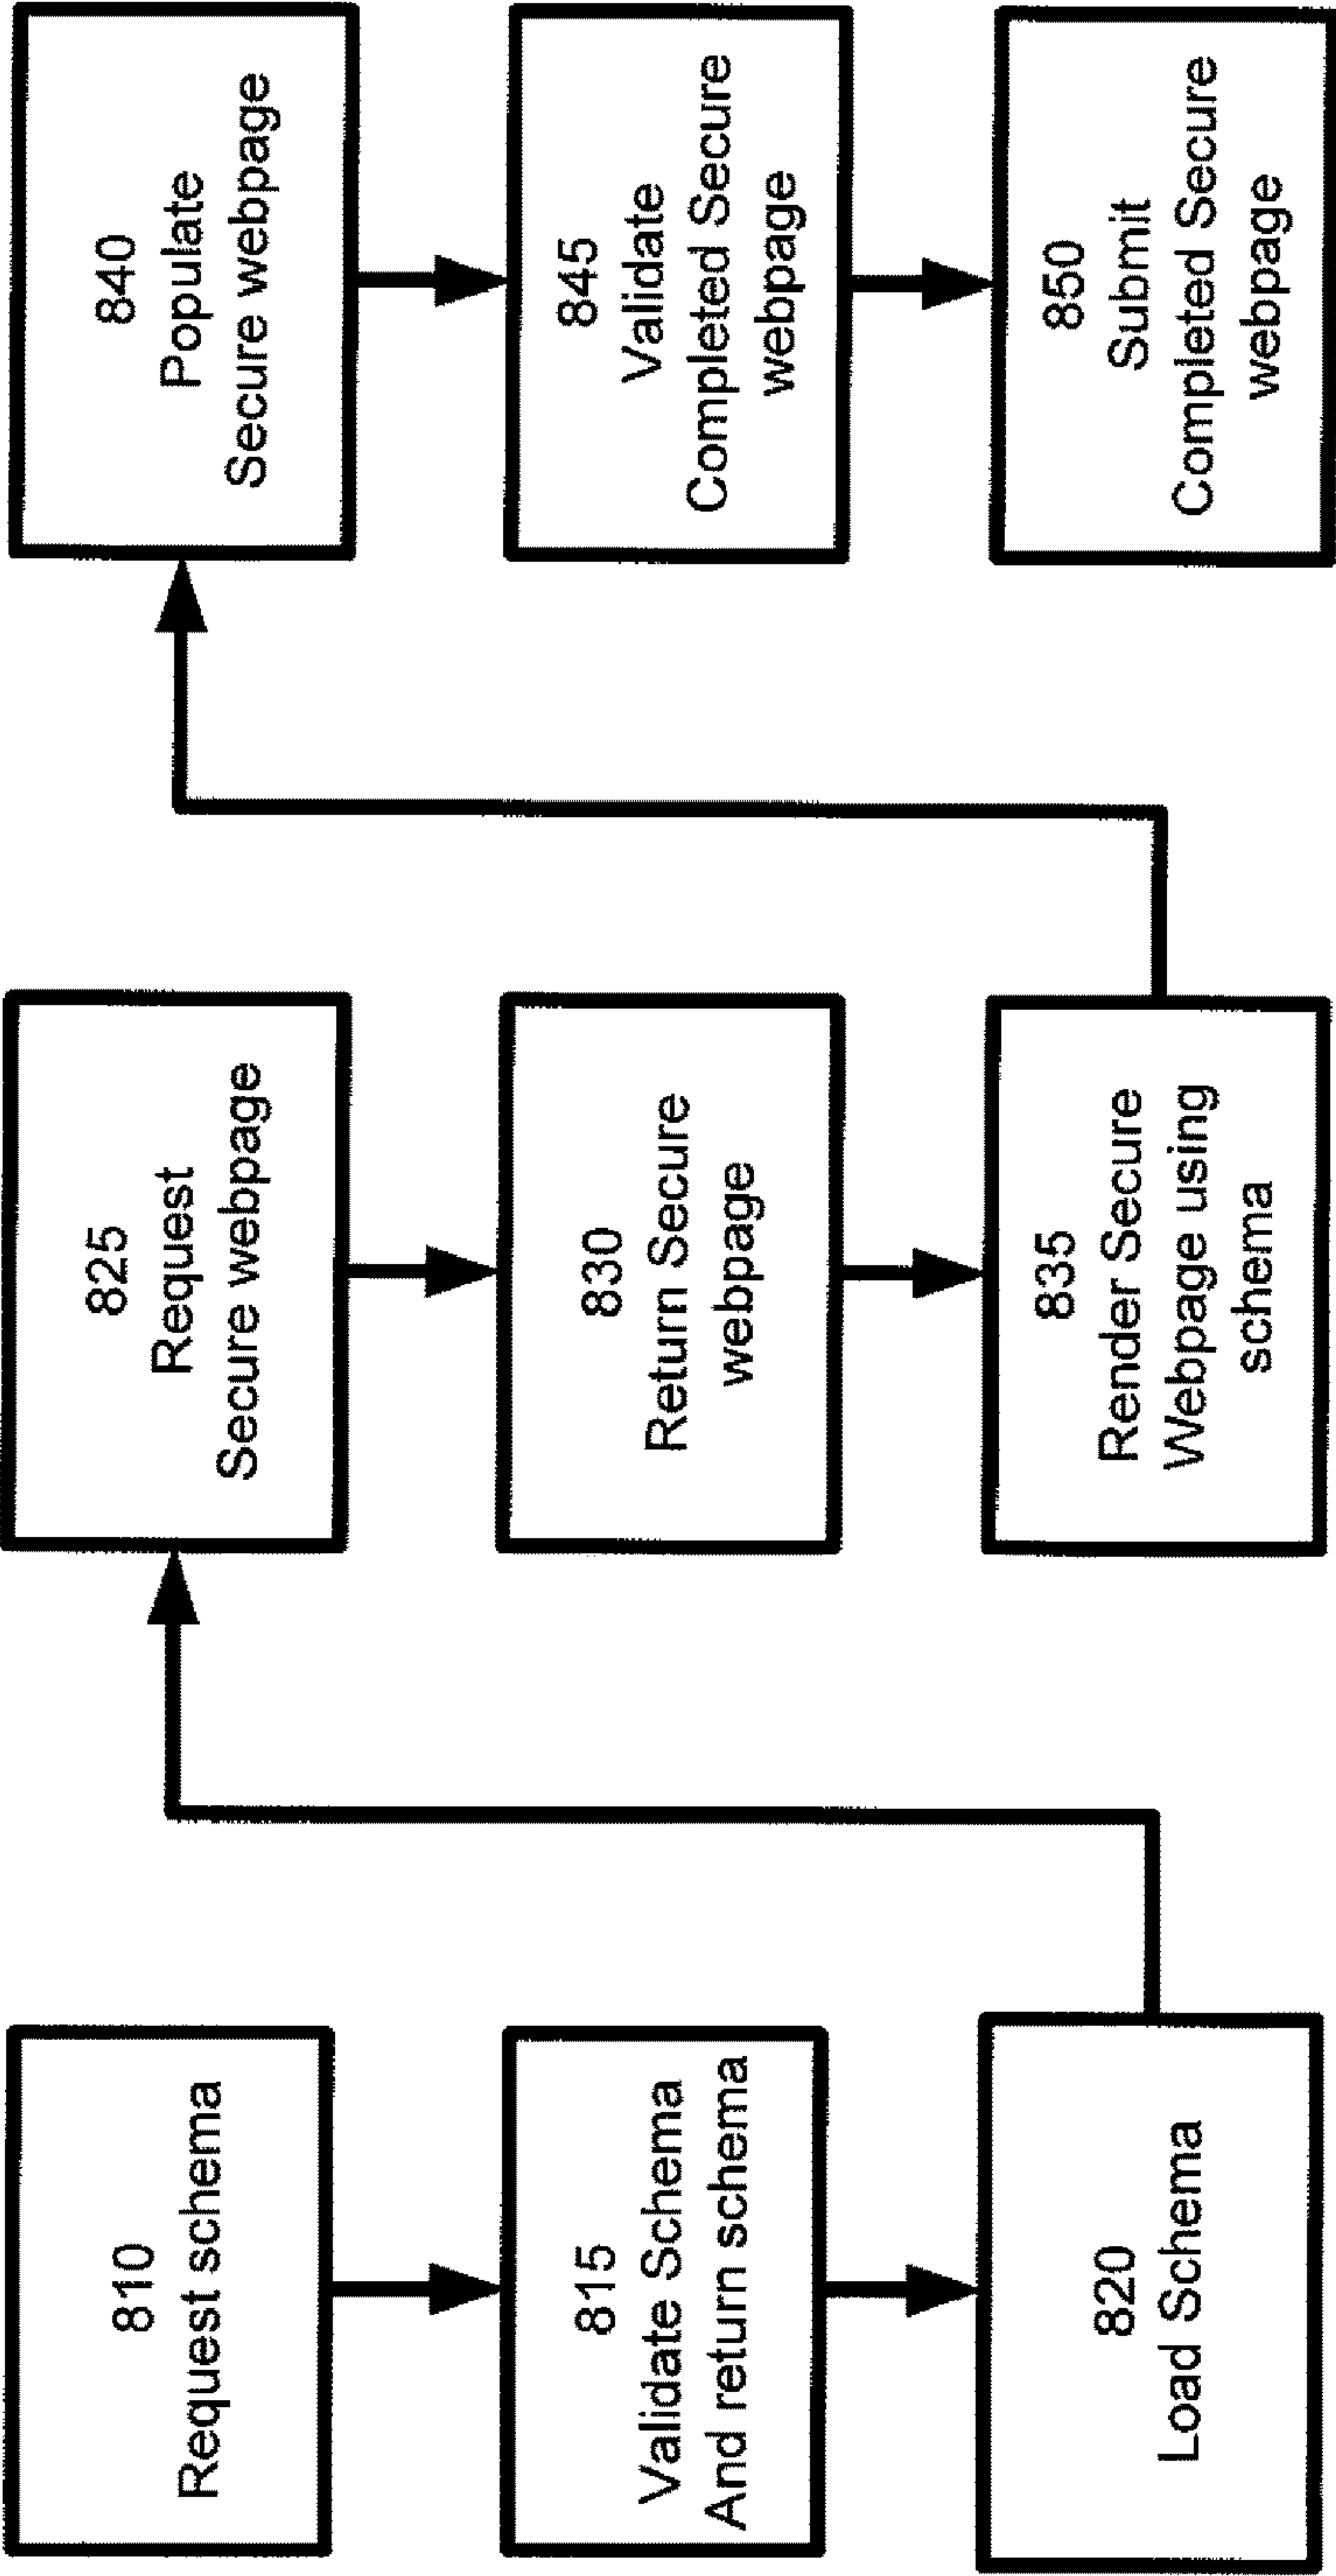 810
Request schema
815
Validate Schema
And return schema
820
Load Schema
825
Request
Secure webpage
830
Return Secure
webpage
835
Render Secure
Webpage using
schema
840
Populate
Secure webpage
845
Validate
Completed Secure
webpage
850
Submit
Completed Secure
webpage